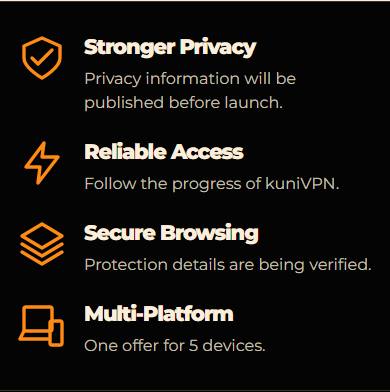 Stronger Privacy
Privacy information will be
published before launch.
Reliable Access
Follow the progress of kuniVPN.
Secure Browsing
Protection details are being verified.
Multi-Platform
One offer for 5 devices.